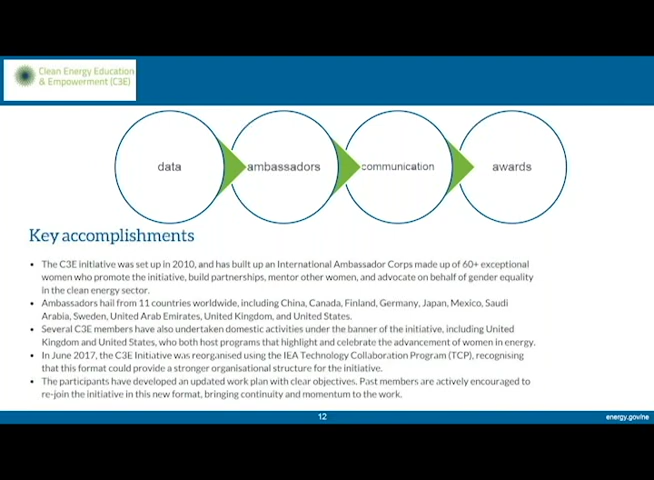 Clean Energy Education
& Empowerment (C3E)
data
ambassadors
communication
awards
Key accomplishments
• The C3E initiative was set up in 2010, and has built up an International Ambassador Corps made up of 60+ exceptional
women who promote the initiative, build partnerships, mentor other women, and advocate on behalf of gender equality
in the clean energy sector.
• Ambassadors hail from 11 countries worldwide, including China, Canada, Finland, Germany, Japan, Mexico, Saudi
Arabia, Sweden, United Arab Emirates, United Kingdom, and United States.
• Several C3E members have also undertaken domestic activities under the banner of the initiative, including United
Kingdom and United States, who both host programs that highlight and celebrate the advancement of women in energy.
• In June 2017, the C3E Initiative was reorganised using the IEA Technology Collaboration Program (TCP), recognising
that this format could provide a stronger organisational structure for the initiative.
• The participants have developed an updated work plan with clear objectives. Past members are actively encouraged to
re-join the initiative in this new format, bringing continuity and momentum to the work.
12
energy.gov/ne